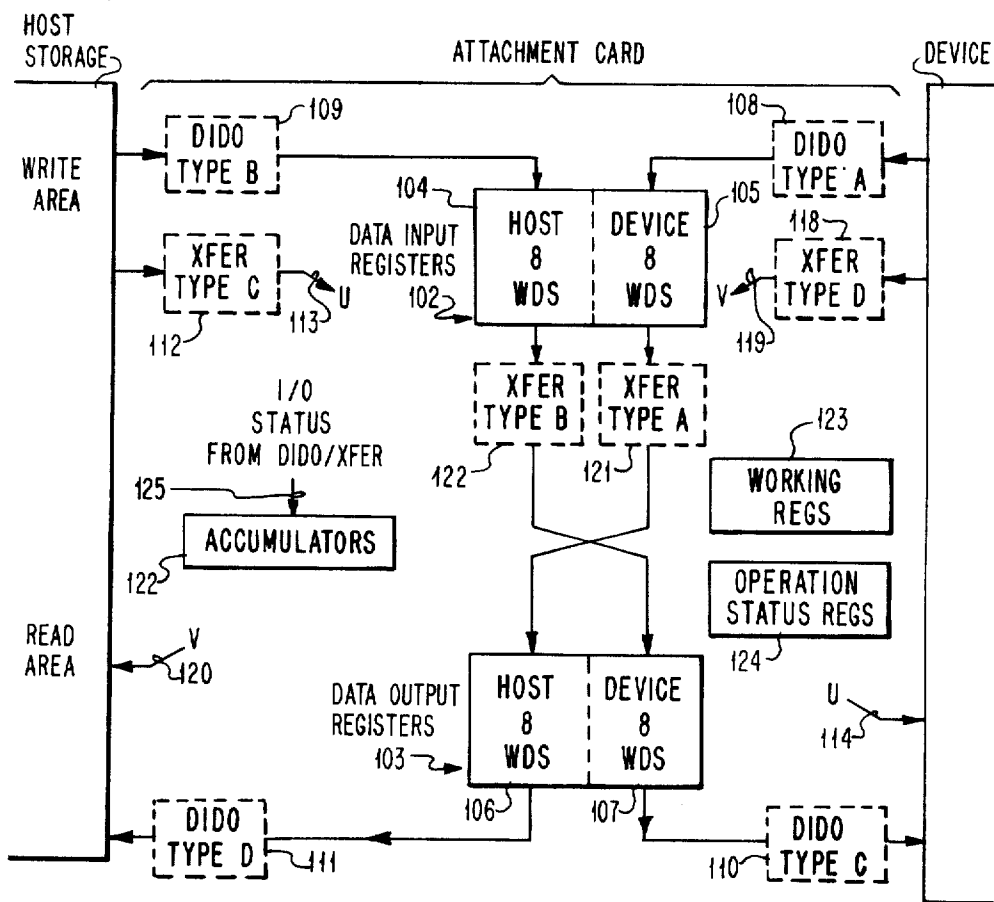 HOST
STORAGE
ATTACHMENT CARD
DEVICE
109
108
DIDO
TYPE B
DIDO
TYPE A
WRITE
AREA
104
105
HOST
8
WDS
DEVICE
8
WDS
118
XFER
TYPE C
DATA INPUT
REGISTERS
102
XFER
TYPE D
U
V
113
119
112
XFER
TYPE B
XFER
TYPE A
I/O
STATUS
FROM DIDO/XFER
122
121
123
125
WORKING
REGS
ACCUMULATORS
122
OPERATION
STATUS REGS
124
READ
AREA
V
120
HOST
8
WDS
DEVICE
8
WDS
DATA OUTPUT
REGISTERS
103
U
114
106
107
DIDO
TYPE D
111
110
DIDO
TYPE C